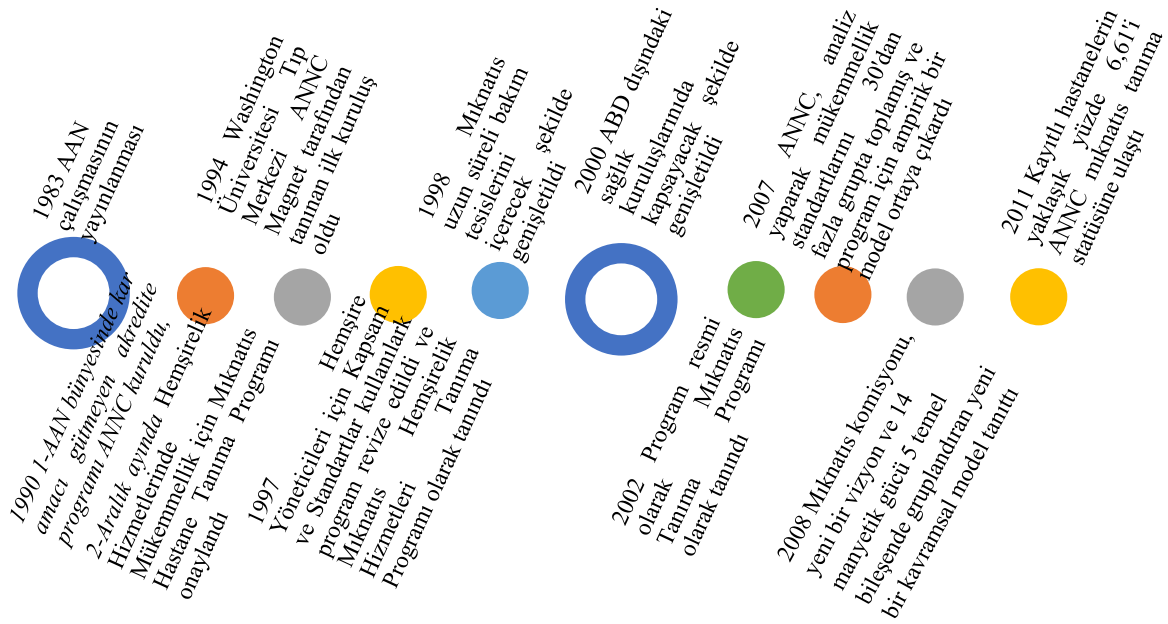 1983 AAN
çalışmasının
yayınlanması
1990 1-AAN bünyesinde kar
amacı gütmeyen akredite
programı ANNC kuruldu,
2-Aralık ayında Hemşirelik
Hizmetlerinde
Mükemmellik için Mıknatıs
Hastane Tanıma Programı
onaylandı
1994 Washington
Üniversitesi Tıp
Merkezi ANNC
Magnet tarafından
tanınan ilk kuruluş
oldu
1997 Hemşire
Yöneticileri için Kapsam
ve Standartlar kullanılark
program revize edildi ve
Mıknatıs Hemşirelik
Hizmetleri Tanıma
Programı olarak tanındı
1998 Mıknatıs
uzun süreli bakım
tesislerini
içerecek şekilde
genişletildi
2000 ABD dışındaki
sağlık
kuruluşlarınıda
kapsayacak şekilde
genişletildi
2002 Program resmi
olarak Mıknatıs
Tanıma Programı
olarak tanındı
2007 ANNC, analiz
yaparak mükemmellik
standartlarını 30'dan
fazla grupta toplamış ve
program için ampirik bir
model ortaya çıkardı
2008 Mıknatıs komisyonu,
yeni bir vizyon ve 14
manyetik gücü 5 temel
bileşende gruplandıran yeni
bir kavramsal model tanıttı
2011 Kayıtlı hastanelerin
yaklaşık yüzde 6,61'i
ANNC mıknatıs tanıma
statüsüne ulaştı